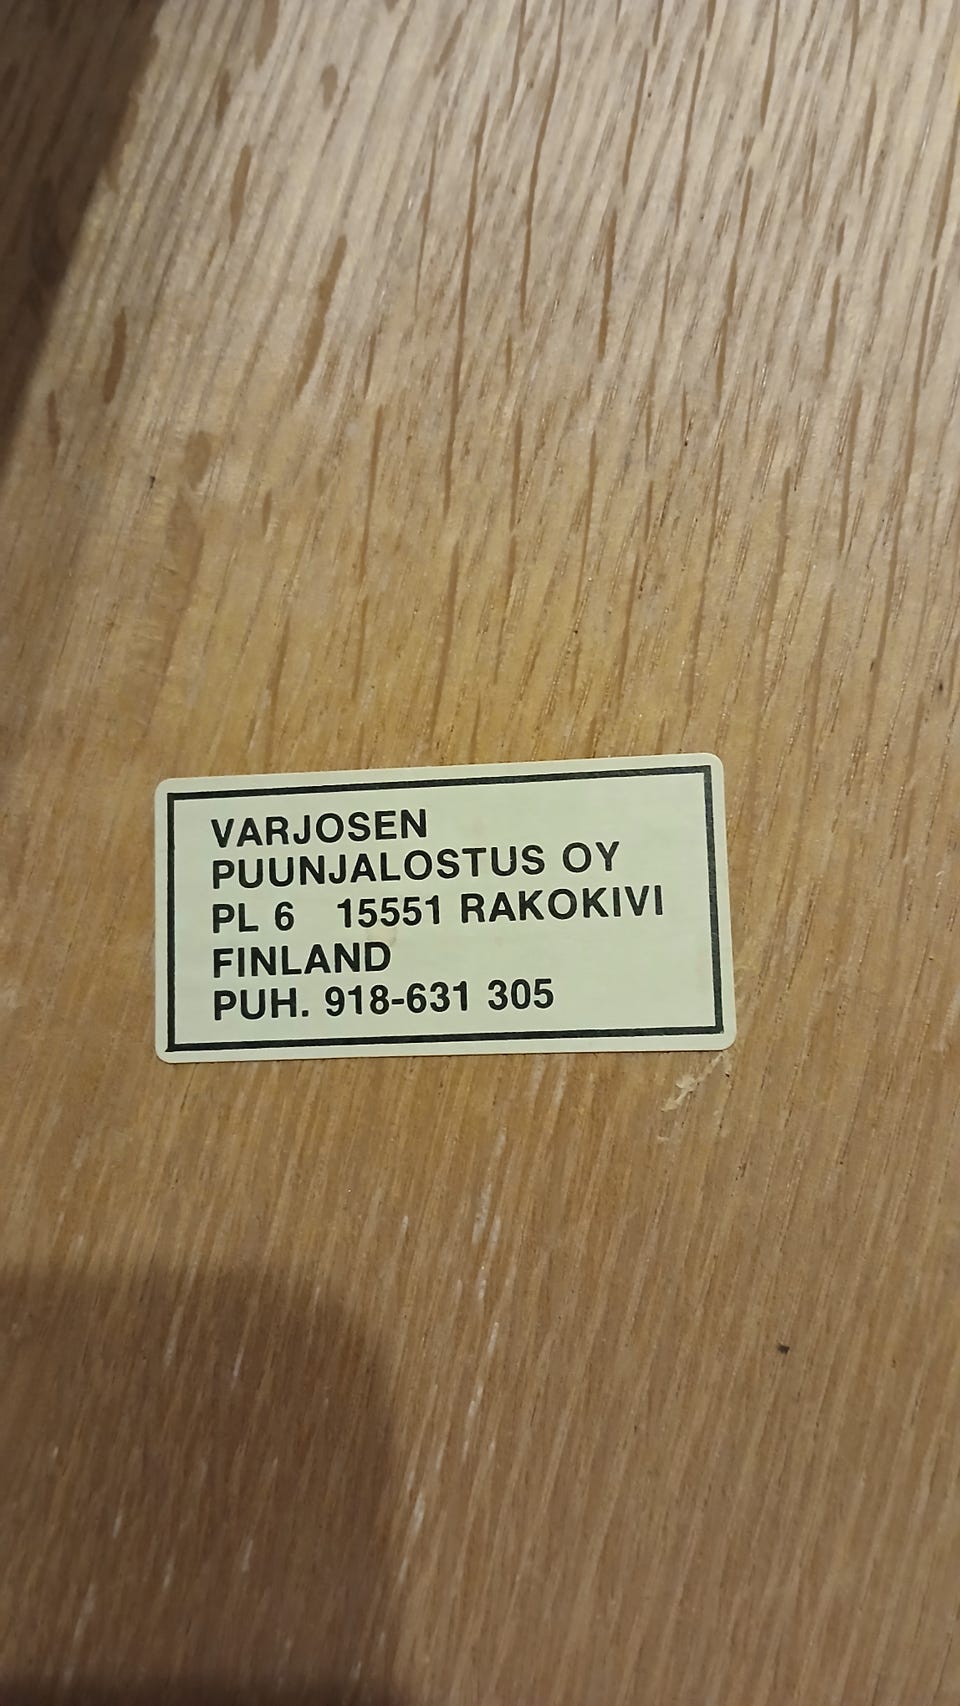 VARJOSEN
PUUNJALOSTUS OY
PL 6 15551 RAKOKIVI
FINLAND
PUH. 918-631 305